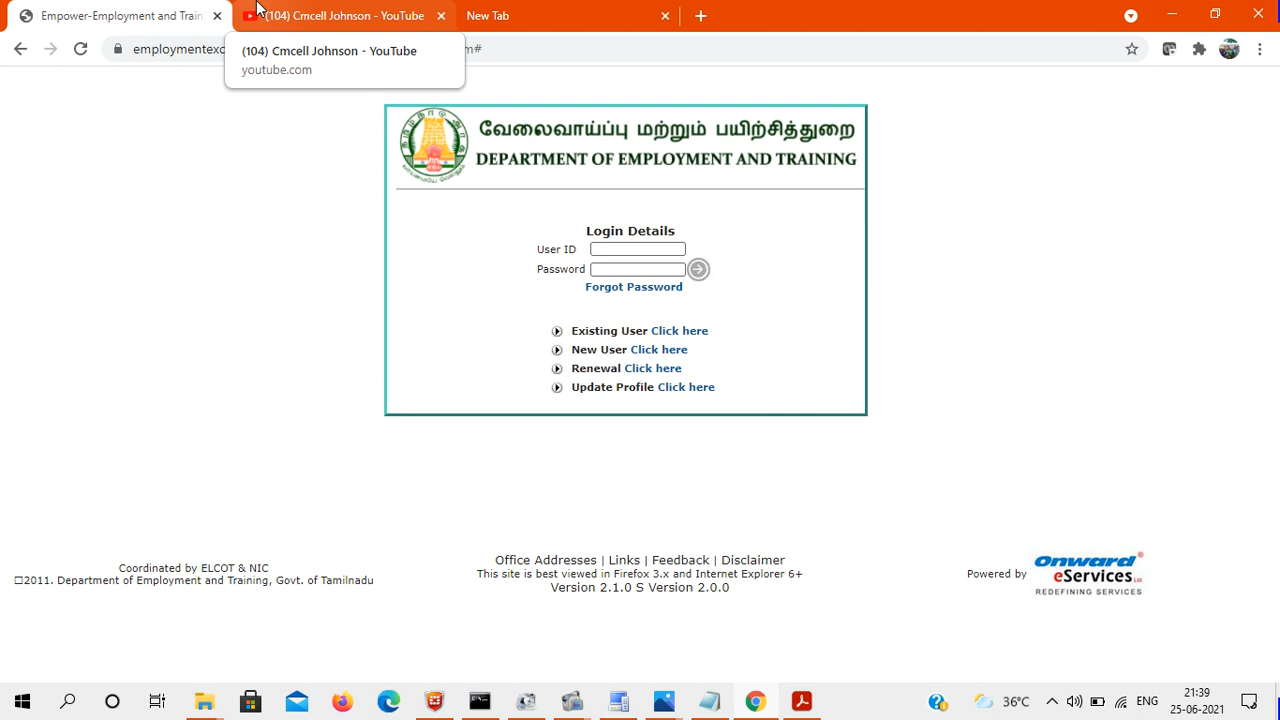 Empower-Employment and Train
(104) Cmcell Johnson - YouTube
New Tab
(104) Cmcell Johnson - YouTube
youtube.com
வேலைவாய்ப்பு மற்றும் பயிற்சித்துறை
DEPARTMENT OF EMPLOYMENT AND TRAINING
Login Details
User ID
Password
Forgot Password
Existing User Click here
New User Click here
Renewal Click here
Update Profile Click here
Coordinated by ELCOT & NIC
□2011. Department of Employment and Training, Govt. of Tamilnadu
Office Addresses | Links | Feedback | Disclaimer
This site is best viewed in Firefox 3.x and Internet Explorer 6+
Version 2.1.0 S Version 2.0.0
Powered by
Onward®
eServices Ltd.
REDEFINING SERVICES
36°C
ENG
21:39
25-06-2021